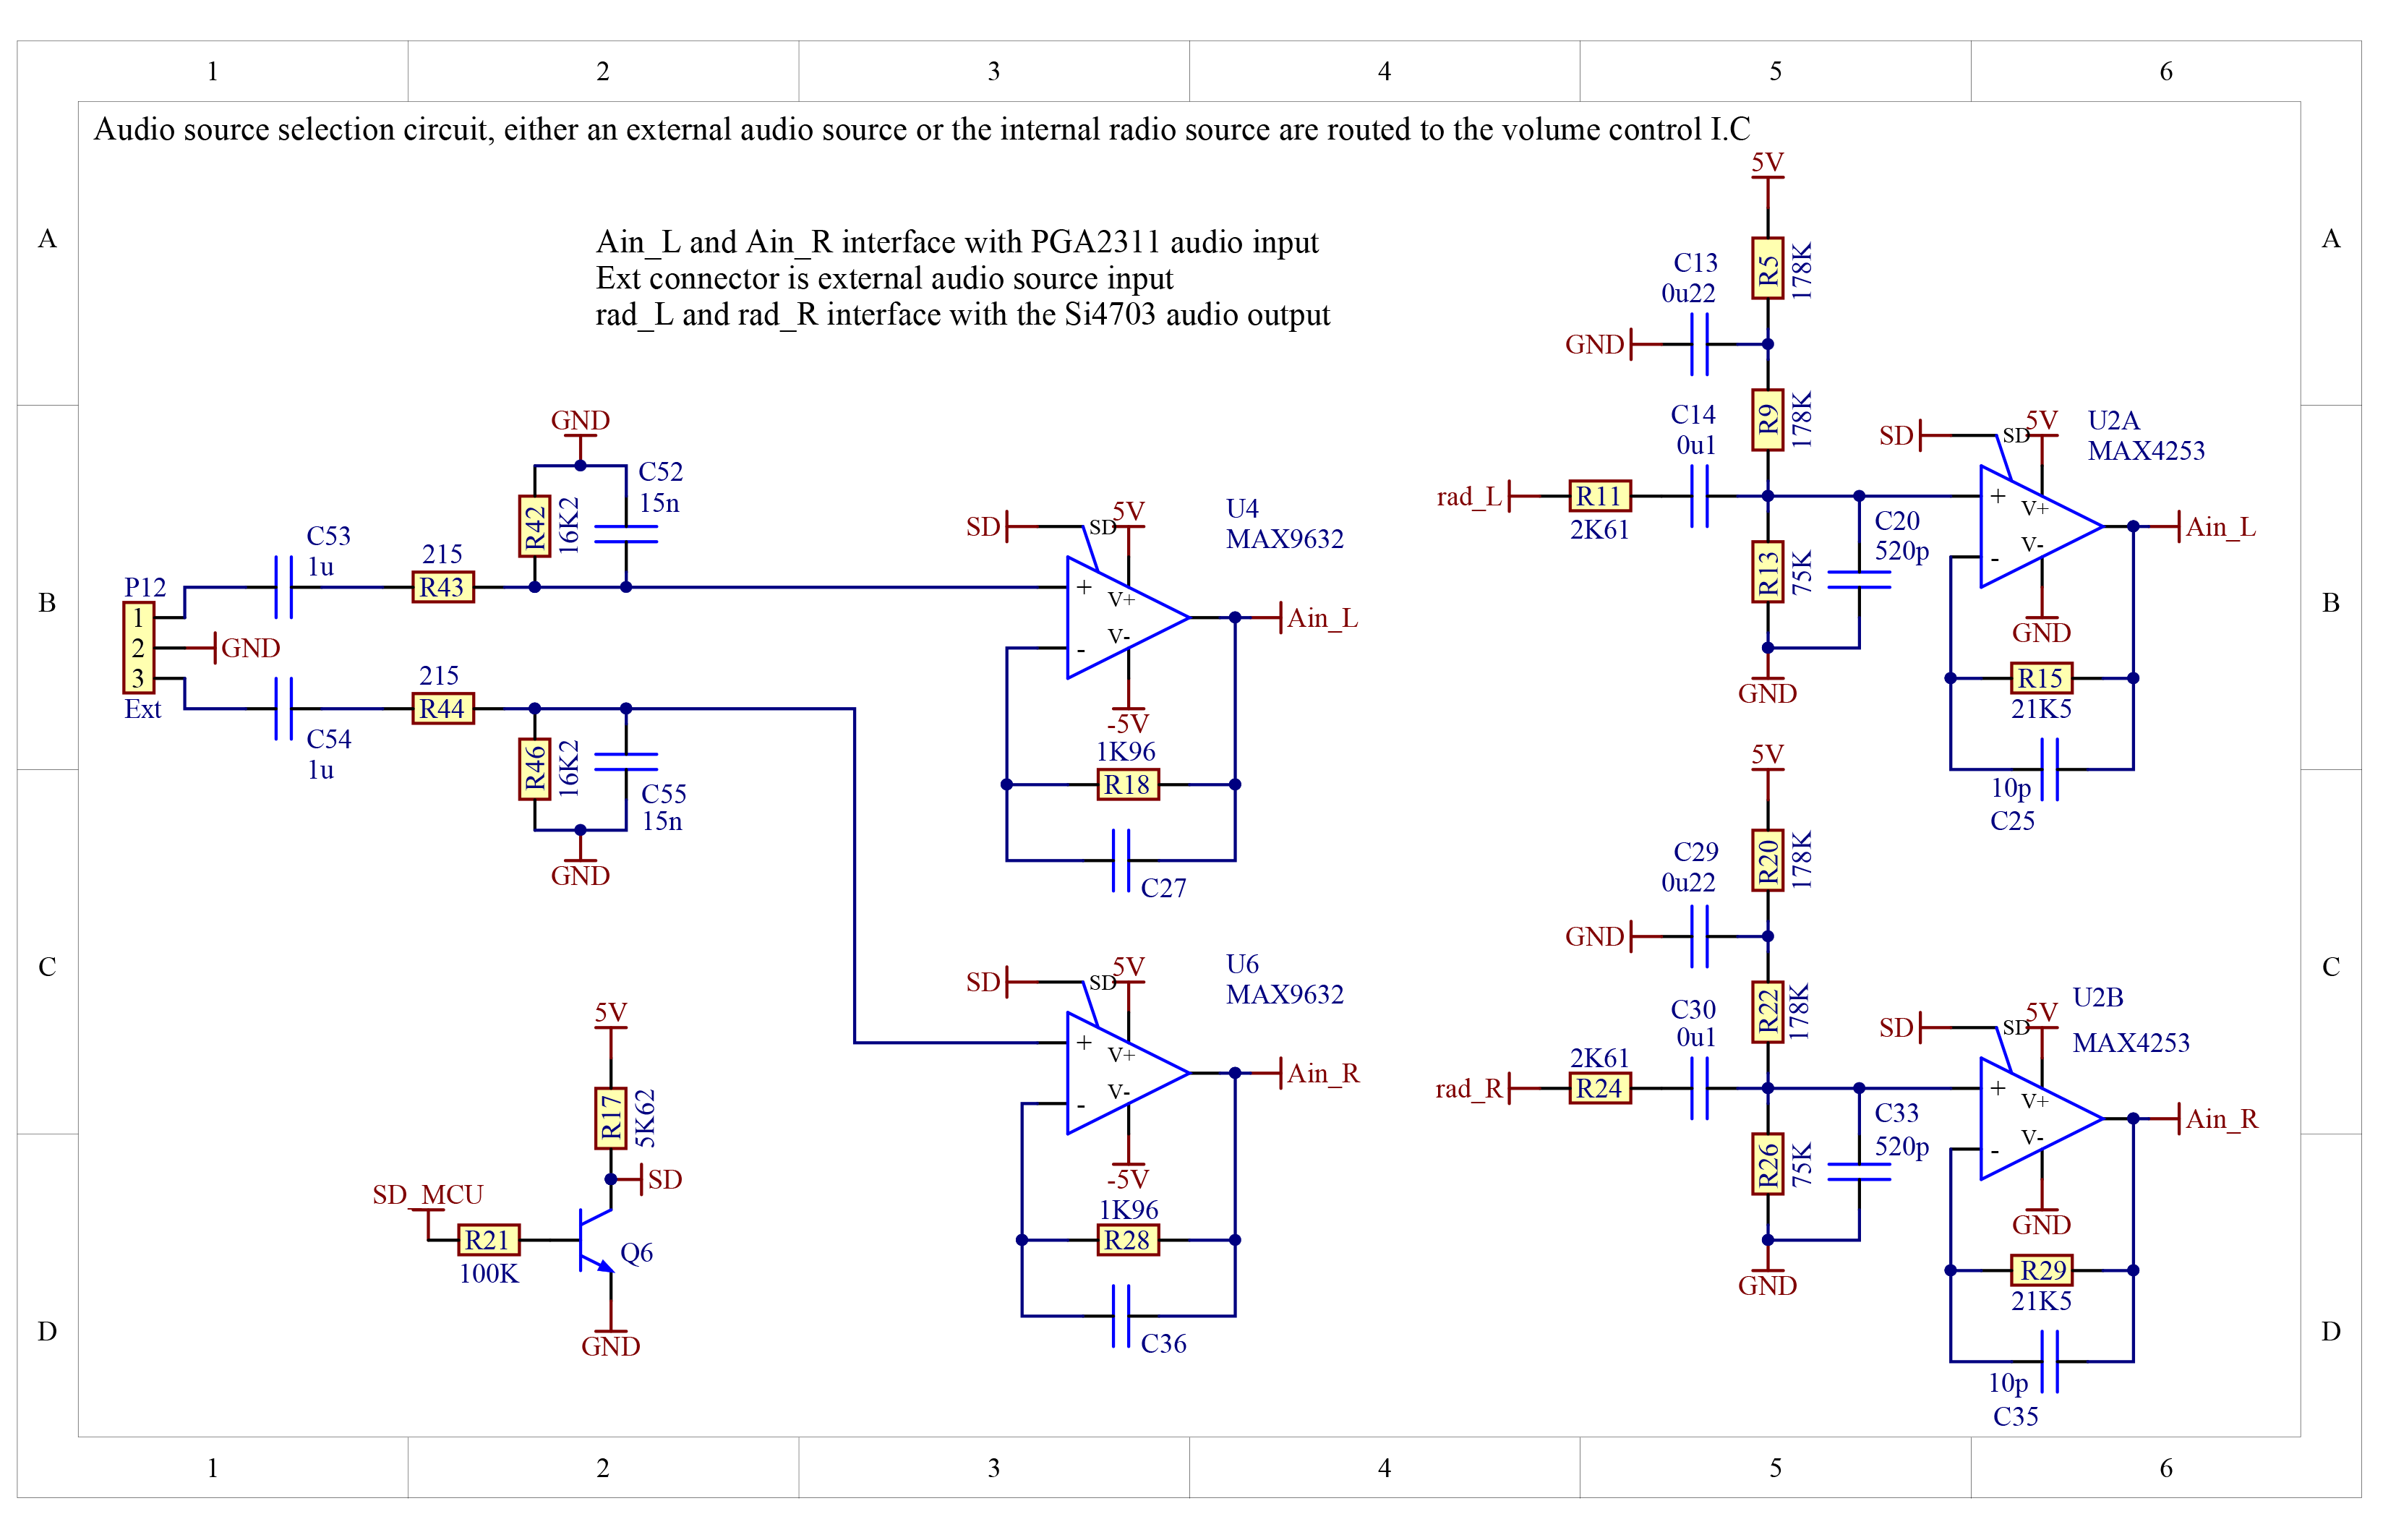 1 2 3 4 5 6
Audio source selection circuit, either an external audio source or the internal radio source are routed to the volume control I.C
5V
A
Ain_L and Ain_R interface with PGA2311 audio input
Ext connector is external audio source input
rad_L and rad_R interface with the Si4703 audio output
C13
0u22
R5
178K
A
GND
GND
C52
15n
R42
16K2
C14
0u1
R9
178K
SD
SD
5V
U2A
MAX4253
C53
1u
215
R43
SD
SD
5V
U4
MAX9632
+
V+
V-
-
rad_L
R11
2K61
R13
75K
C20
520p
+
V+
V-
-
Ain_L
B
P12
1
2
3
Ext
GND
Ain_L
GND
B
215
R44
C54
1u
R46
16K2
C55
15n
GND
-5V
1K96
R18
C27
GND
R15
21K5
10p
C25
5V
C29
0u22
R20
178K
C
GND
C
SD
SD
5V
U6
MAX9632
+
V+
V-
-
Ain_R
C30
0u1
R22
178K
SD
SD
5V
U2B
MAX4253
5V
R17
5K62
rad_R
2K61
R24
R26
75K
C33
520p
+
V+
V-
-
Ain_R
SD_MCU
SD
R21
100K
Q6
GND
-5V
1K96
R28
C36
GND
GND
R29
21K5
10p
C35
D
D
1 2 3 4 5 6